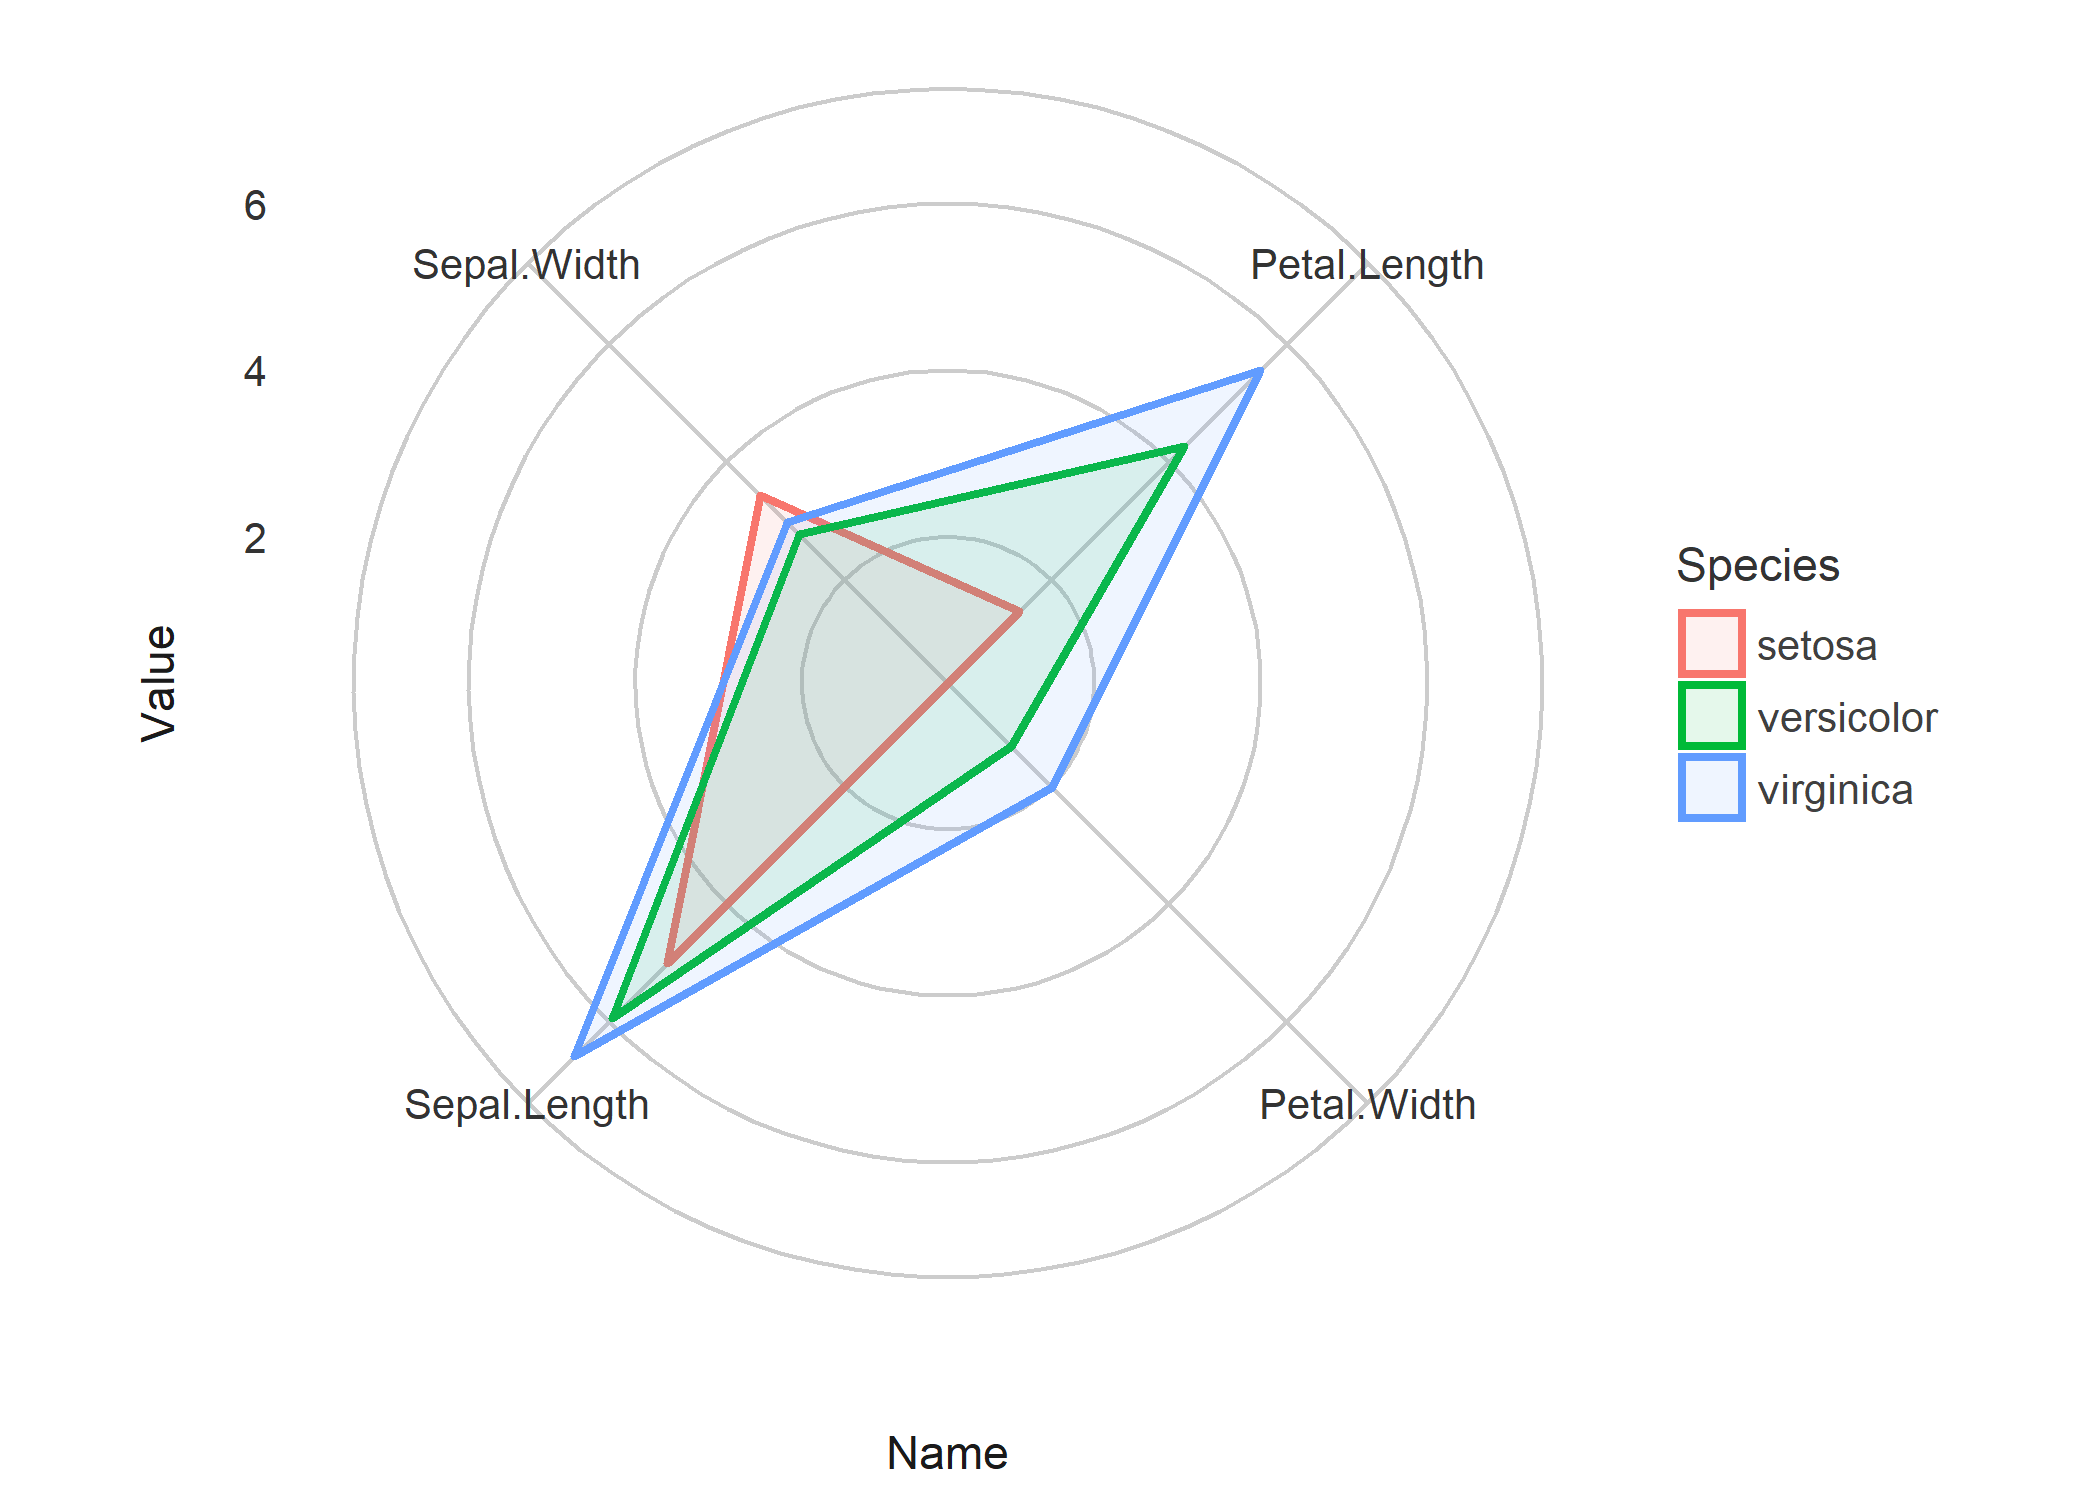 6
4
2
Value
Sepal.Width
Petal.Length
Sepal.Length
Petal.Width
Name
Species
setosa
versicolor
virginica